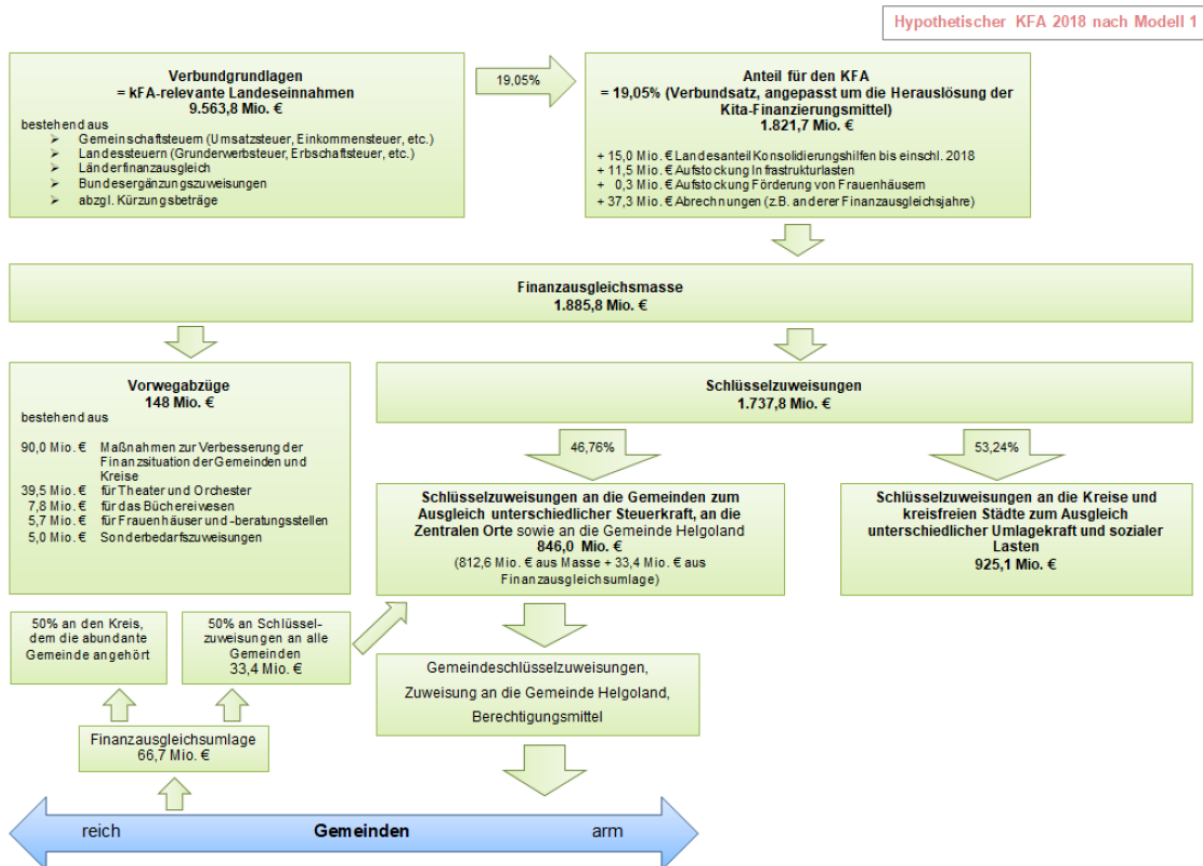 Hypothetischer KFA 2018 nach Modell 1
Verbundgrundlagen
= kFA-relevante Landeseinnahmen
9.563,8 Mio. €
bestehend aus
➢ Gemeinschaftsteuern (Umsatzsteuer, Einkommensteuer, etc.)
➢ Landessteuern (Grunderwerbsteuer, Erbschaftsteuer, etc.)
➢ Länderfinanzausgleich
➢ Bundesergänzungszuweisungen
➢ abzgl. Kürzungsbeträge
19,05%
Anteil für den KFA
= 19,05% (Verbundsatz, angepasst um die Herauslösung der
Kita-Finanzierungsmittel)
1.821,7 Mio. €
+ 15,0 Mio. € Landesanteil Konsolidierungshilfen bis einschl. 2018
+ 11,5 Mio. € Aufstockung Infrastrukturlasten
+ 0,3 Mio. € Aufstockung Förderung von Frauenhäusern
+ 37,3 Mio. € Abrechnungen (z.B. anderer Finanzausgleichsjahre)
Finanzausgleichsmasse
1.885,8 Mio. €
Vorwegabzüge
148 Mio. €
bestehend aus
90,0 Mio. € Maßnahmen zur Verbesserung der
Finanzsituation der Gemeinden und
Kreise
39,5 Mio. € für Theater und Orchester
7,8 Mio. € für das Büchereiwesen
5,7 Mio. € für Frauenhäuser und -beratungsstellen
5,0 Mio. € Sonderbedarfszuweisungen
Schlüsselzuweisungen
1.737,8 Mio. €
46,76%
53,24%
Schlüsselzuweisungen an die Gemeinden zum
Ausgleich unterschiedlicher Steuerkraft, an die
Zentralen Orte sowie an die Gemeinde Helgoland
846,0 Mio. €
(812,6 Mio. € aus Masse + 33,4 Mio. € aus
Finanzausgleichsumlage)
Schlüsselzuweisungen an die Kreise und
kreisfreien Städte zum Ausgleich
unterschiedlicher Umlagekraft und sozialer
Lasten
925,1 Mio. €
50% an den Kreis,
dem die abundante
Gemeinde angehört
50% an Schlüssel-
zuweisungen an alle
Gemeinden
33,4 Mio. €
Gemeindeschlüsselzuweisungen,
Zuweisung an die Gemeinde Helgoland,
Berechtigungsmittel
Finanzausgleichsumlage
66,7 Mio. €
reich Gemeinden arm